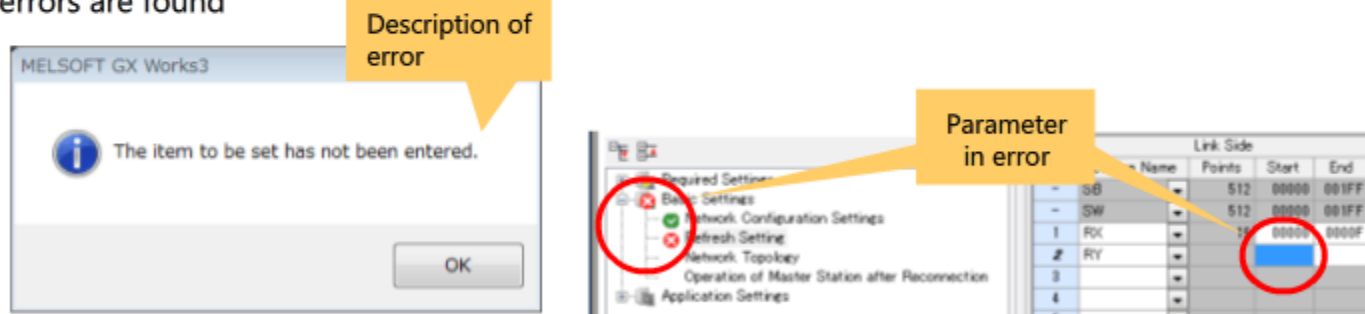 errors are found
Description of
error
MELSOFT GX Works3
The item to be set has not been entered.
OK
Parameter
in error
Required Settings
Basic Settings
Network Configuration Settings
Refresh Setting
Network Topology
Operation of Master Station after Reconnection
Application Settings
Link Side
Name Points Start End
- SB 512 00000 001FF
- SW 512 00000 001FF
1 RX 00000 0000F
2 RY
3
4